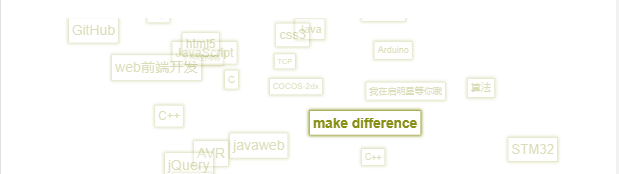 GitHub
html5
css3
java
JavaScript
Arduino
web前端开发
TCP
C
COCOS-2dx
我在启明星等你哦
算法
C++
make difference
javaweb
STM32
AVR
C++
jQuery